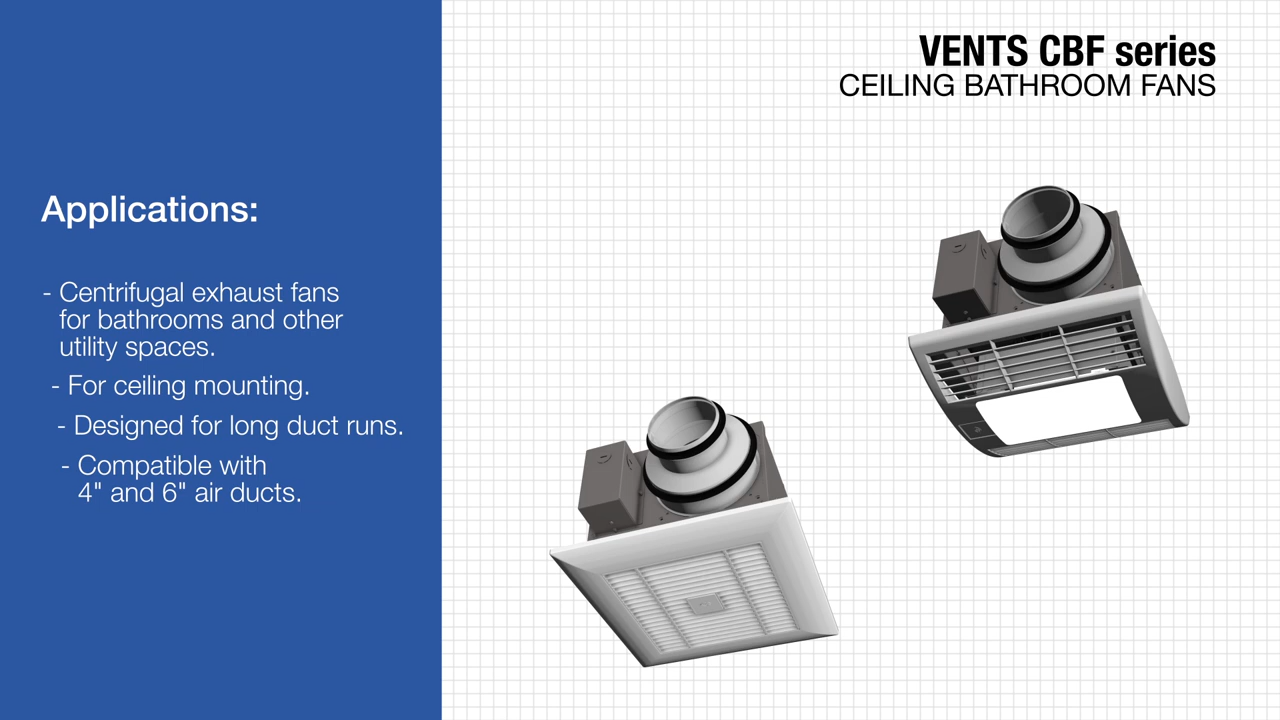 VENTS CBF series
CEILING BATHROOM FANS
Applications:
- Centrifugal exhaust fans
for bathrooms and other
utility spaces.
- For ceiling mounting.
- Designed for long duct runs.
- Compatible with
4" and 6" air ducts.